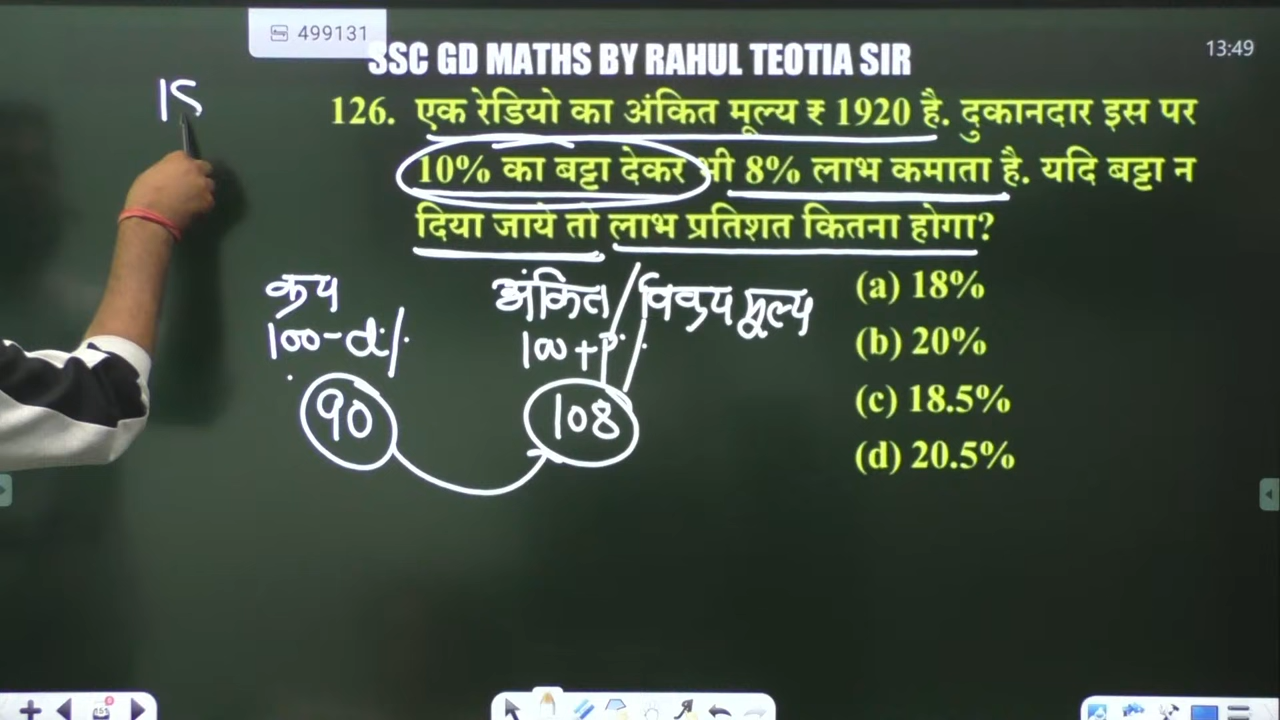 499131
SSC GD MATHS BY RAHUL TEOTIA SIR
13:49
15
126. एक रेडियो का अंकित मूल्य ₹ 1920 है. दुकानदार इस पर
10% का बट्टा देकर भी 8% लाभ कमाता है. यदि बट्टा न
दिया जाये तो लाभ प्रतिशत कितना होगा?
(a) 18%
(b) 20%
(c) 18.5%
(d) 20.5%
क्रय अंकित/विक्रय मूल्य
100-d% 100+P%
90 108